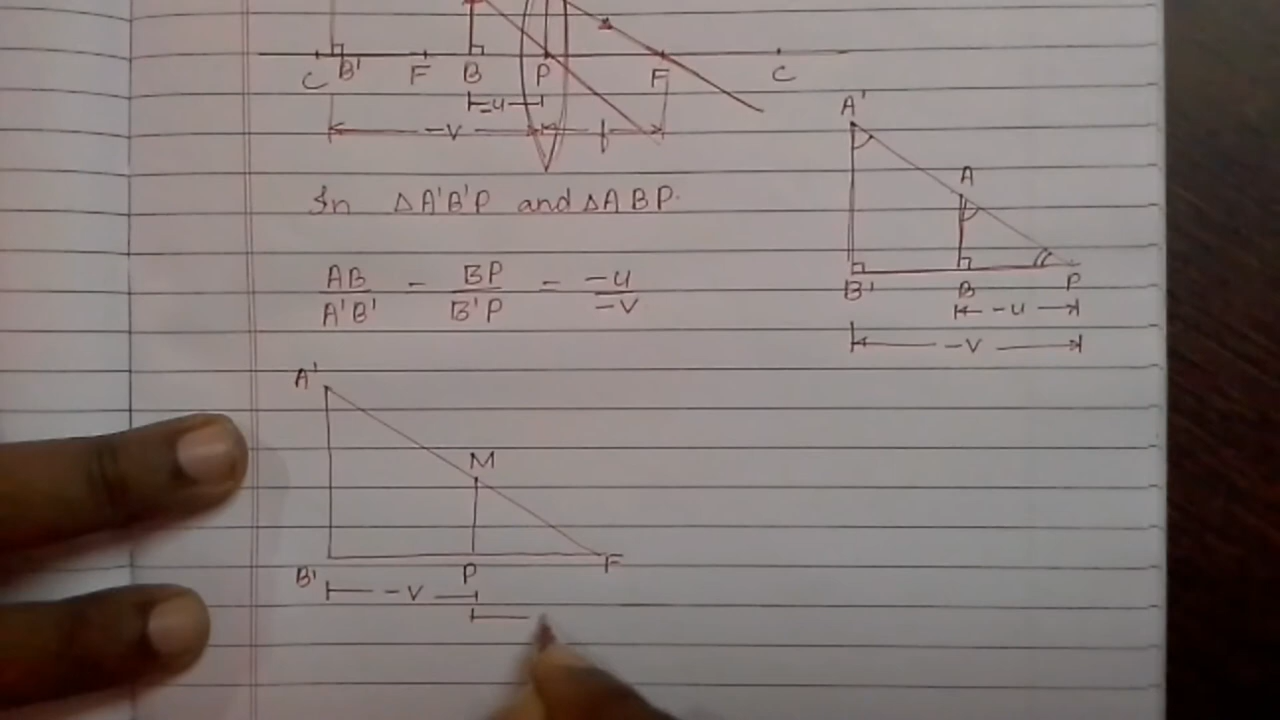 C B' F B P F C
-u
-v f
In ΔA'B'P and ΔABP.
AB/A'B' = BP/B'P = -u/-v
A'
A
B' B P
-u
-v
A'
M
B' P F
-v